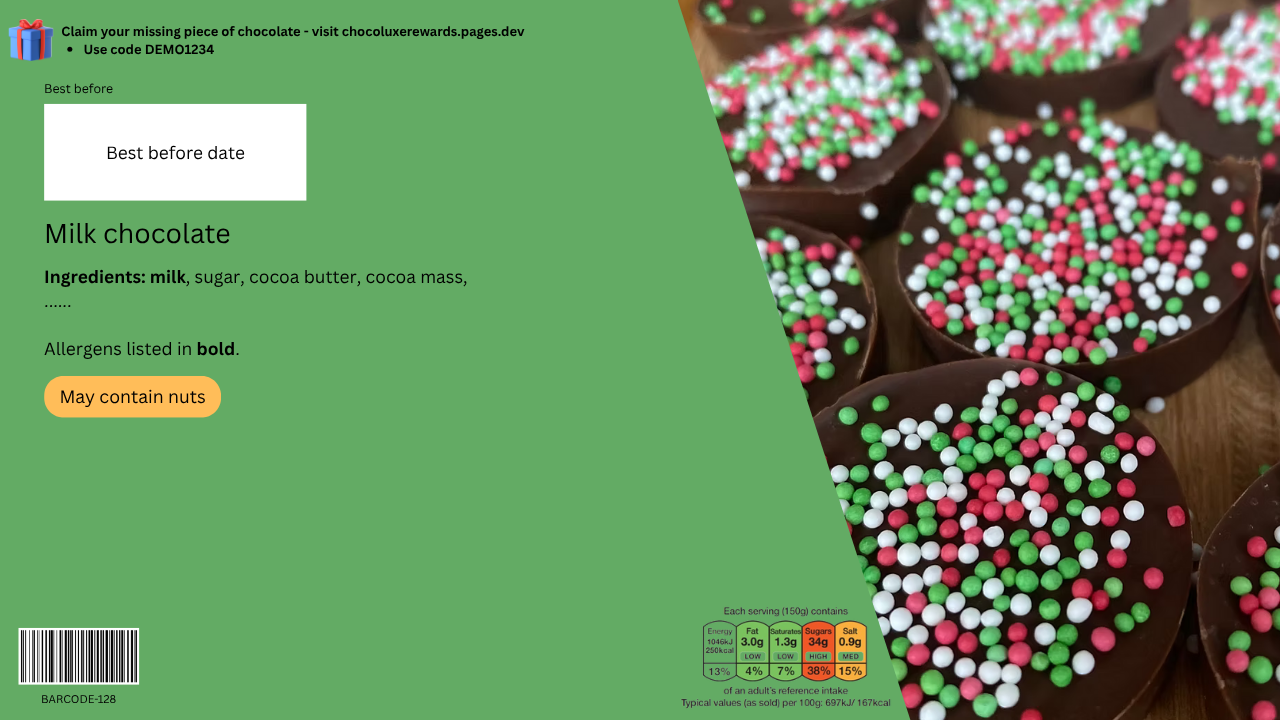 Claim your missing piece of chocolate - visit chocoluxerewards.pages.dev
• Use code DEMO1234
Best before
Best before date
Milk chocolate
Ingredients: milk, sugar, cocoa butter, cocoa mass,
......
Allergens listed in bold.
May contain nuts
BARCODE-128
Each serving (150g) contains
Energy 1046kJ 250kcal 13%
Fat 3.0g LOW 4%
Saturates 1.3g LOW 7%
Sugars 34g HIGH 38%
Salt 0.9g MED 15%
of an adult's reference intake
Typical values (as sold) per 100g: 697kJ/ 167kcal